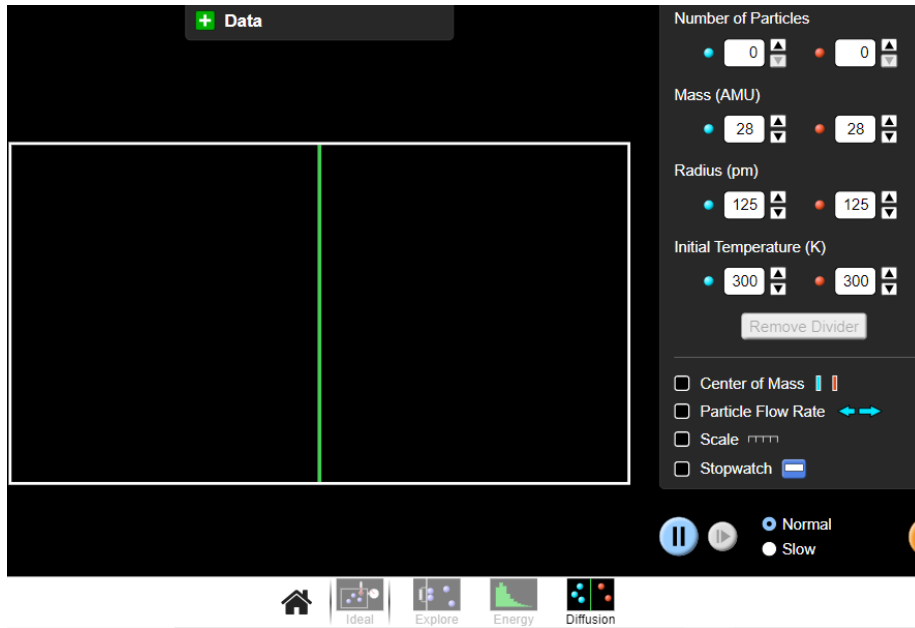 Data
Number of Particles
0 0
Mass (AMU)
28 28
Radius (pm)
125 125
Initial Temperature (K)
300 300
Remove Divider
Center of Mass
Particle Flow Rate
Scale
Stopwatch
Normal
Slow
Ideal Explore Energy Diffusion